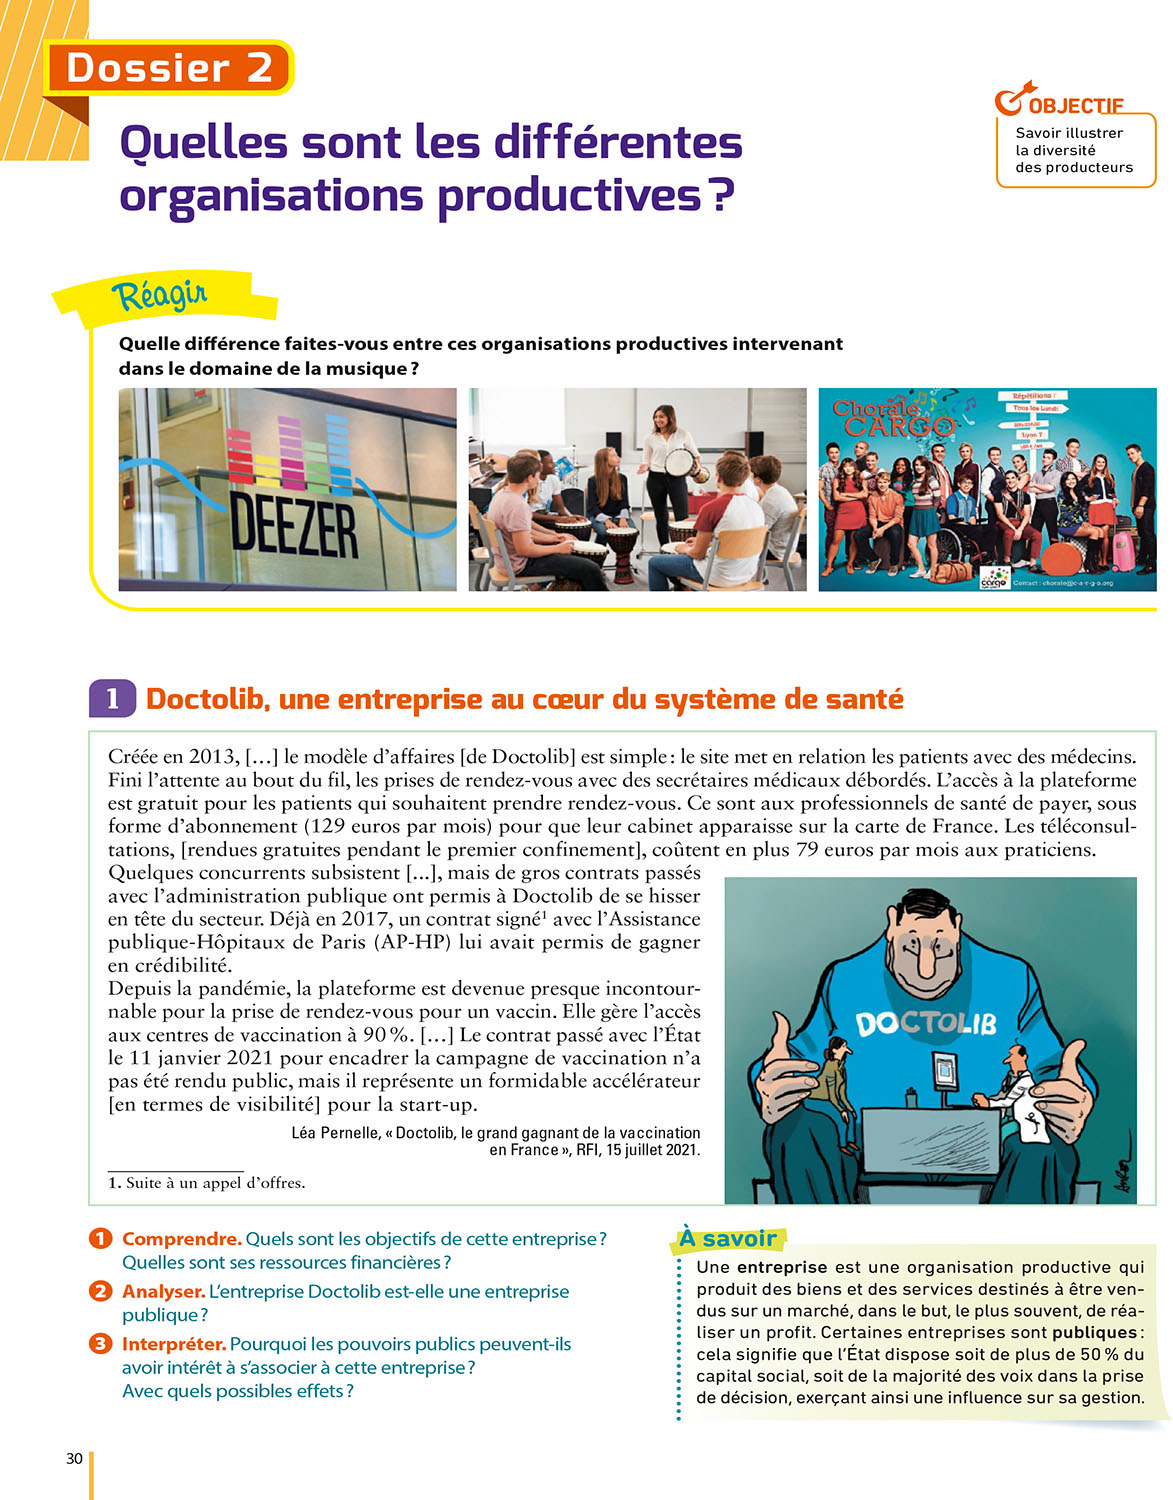 Dossier 2
Quelles sont les différentes
organisations productives ?
OBJECTIF
Savoir illustrer
la diversité
des producteurs
Réagir
Quelle différence faites-vous entre ces organisations productives intervenant
dans le domaine de la musique ?
DEEZER
Chorale
CARGO
Répétitions :
Tous les Lundi
Lyon 7
cargo
Contact : chorale@c-a-r-g-o.org
1 Doctolib, une entreprise au cœur du système de santé
Créée en 2013, […] le modèle d’affaires [de Doctolib] est simple : le site met en relation les patients avec des médecins.
Fini l’attente au bout du fil, les prises de rendez-vous avec des secrétaires médicaux débordés. L’accès à la plateforme
est gratuit pour les patients qui souhaitent prendre rendez-vous. Ce sont aux professionnels de santé de payer, sous
forme d’abonnement (129 euros par mois) pour que leur cabinet apparaisse sur la carte de France. Les téléconsul-
tations, [rendues gratuites pendant le premier confinement], coûtent en plus 79 euros par mois aux praticiens.
Quelques concurrents subsistent [...], mais de gros contrats passés
avec l’administration publique ont permis à Doctolib de se hisser
en tête du secteur. Déjà en 2017, un contrat signé¹ avec l’Assistance
publique-Hôpitaux de Paris (AP-HP) lui avait permis de gagner
en crédibilité.
Depuis la pandémie, la plateforme est devenue presque incontour-
nable pour la prise de rendez-vous pour un vaccin. Elle gère l’accès
aux centres de vaccination à 90 %. […] Le contrat passé avec l’État
le 11 janvier 2021 pour encadrer la campagne de vaccination n’a
pas été rendu public, mais il représente un formidable accélérateur
[en termes de visibilité] pour la start-up.
Léa Pernelle, « Doctolib, le grand gagnant de la vaccination
en France », RFI, 15 juillet 2021.
1. Suite à un appel d’offres.
DOCTOLIB
1 Comprendre. Quels sont les objectifs de cette entreprise ?
Quelles sont ses ressources financières ?
2 Analyser. L’entreprise Doctolib est-elle une entreprise
publique ?
3 Interpréter. Pourquoi les pouvoirs publics peuvent-ils
avoir intérêt à s’associer à cette entreprise ?
Avec quels possibles effets ?
À savoir
Une entreprise est une organisation productive qui
produit des biens et des services destinés à être ven-
dus sur un marché, dans le but, le plus souvent, de réa-
liser un profit. Certaines entreprises sont publiques :
cela signifie que l’État dispose soit de plus de 50 % du
capital social, soit de la majorité des voix dans la prise
de décision, exerçant ainsi une influence sur sa gestion.
30